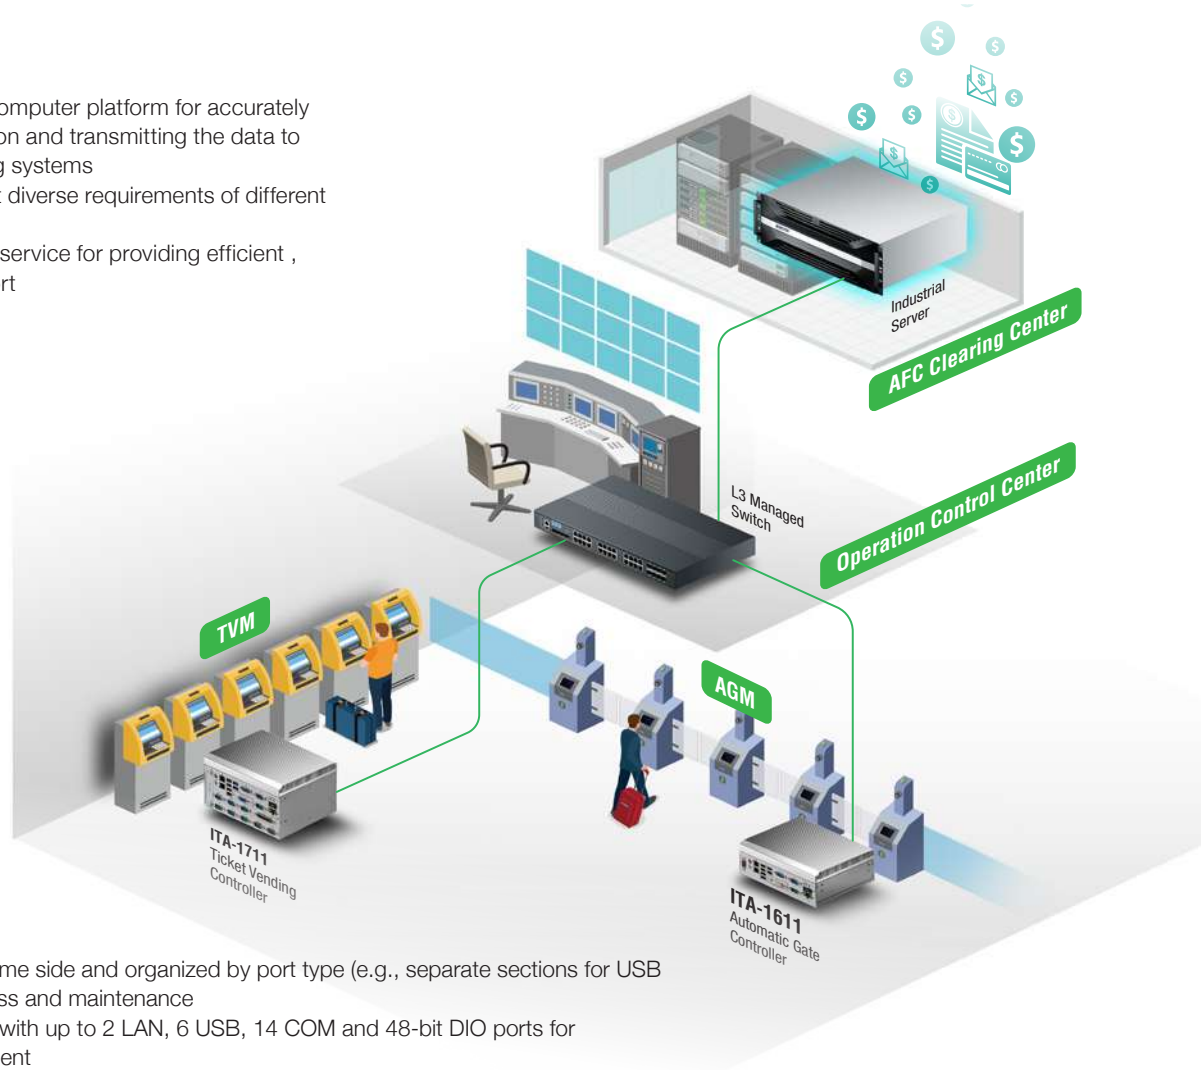 omputer platform for accurately
on and transmitting the data to
g systems
t diverse requirements of different
service for providing efficient ,
rt
Industrial
Server
AFC Clearing Center
L3 Managed
Switch
Operation Control Center
TVM
AGM
ITA-1711
Ticket Vending
Controller
ITA-1611
Automatic Gate
Controller
me side and organized by port type (e.g., separate sections for USB
ss and maintenance
with up to 2 LAN, 6 USB, 14 COM and 48-bit DIO ports for
ent